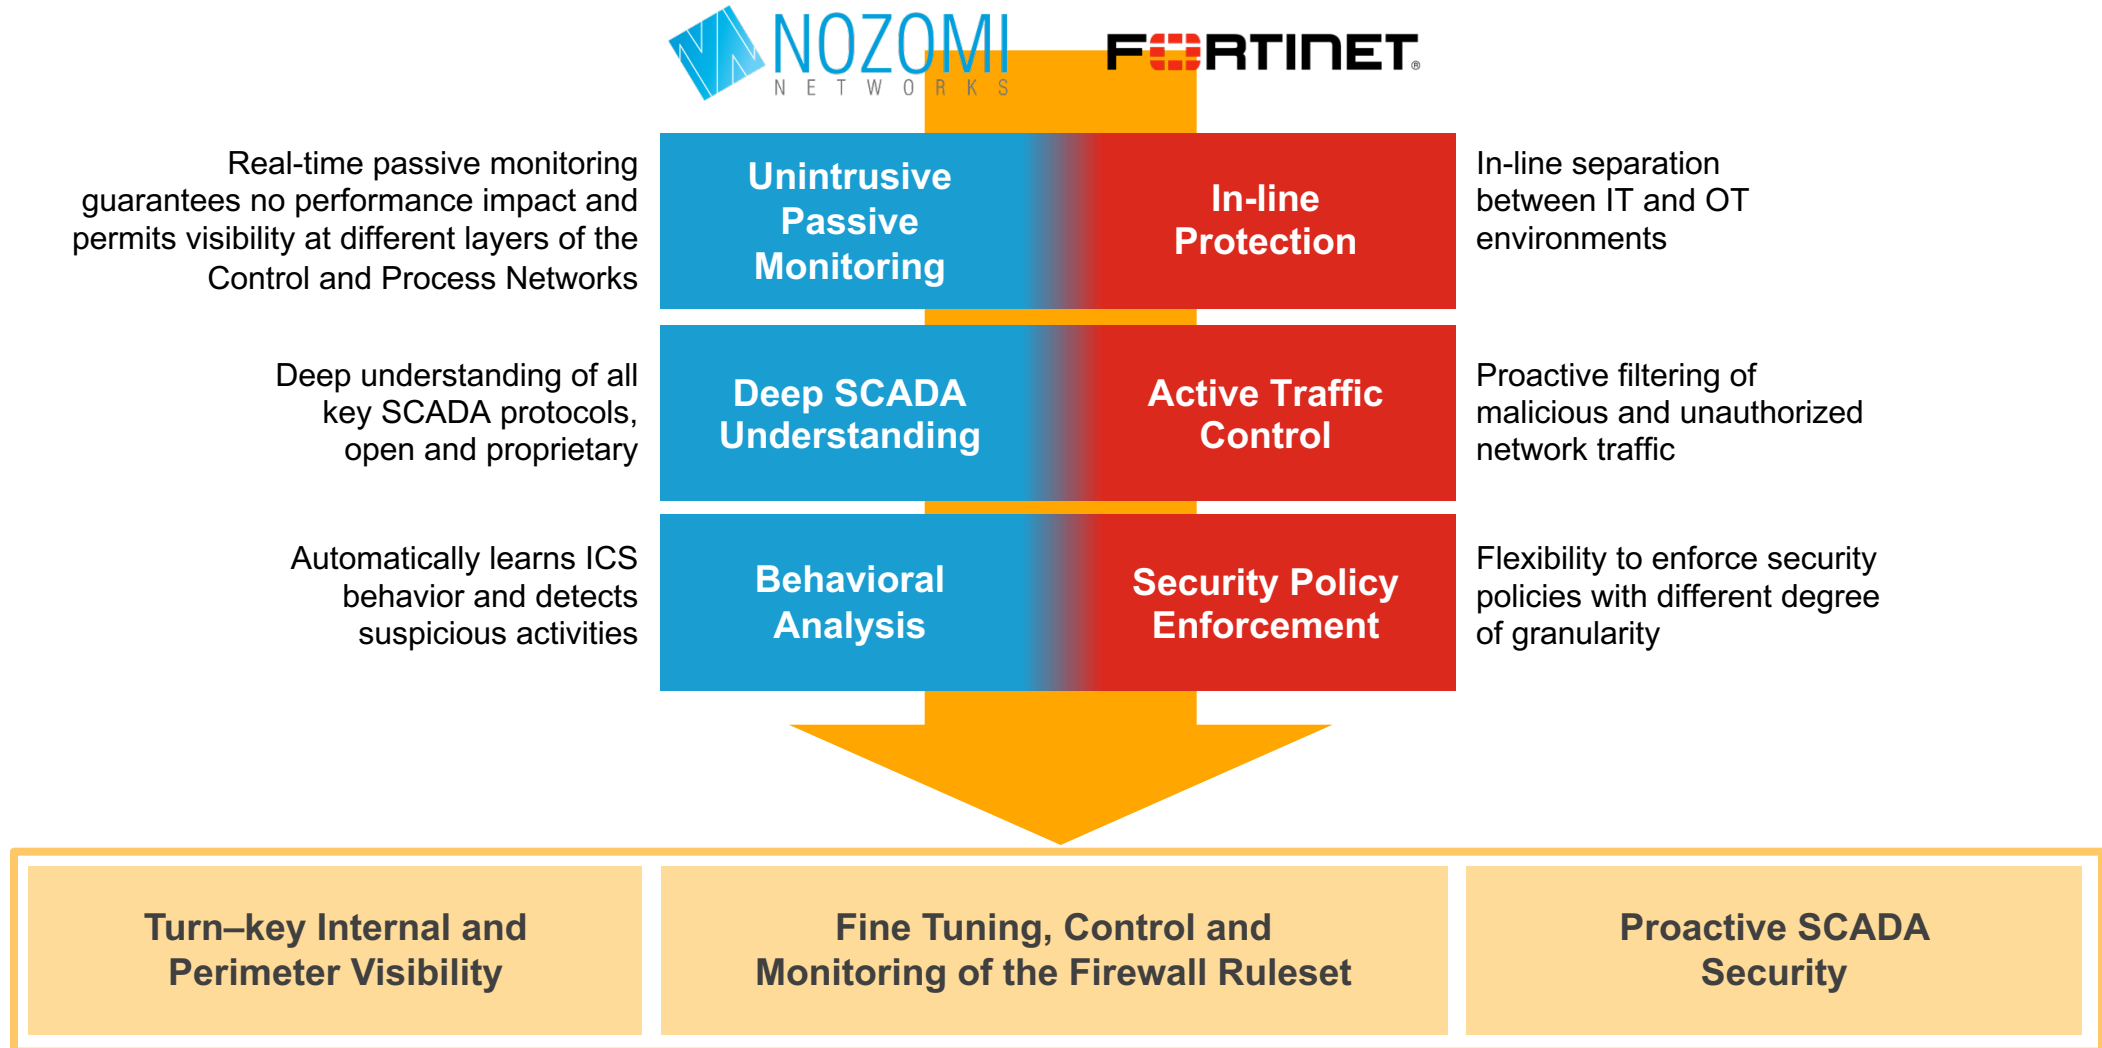 NOZOMI
NETWORKS
FORTINET®
Real-time passive monitoring
guarantees no performance impact and
permits visibility at different layers of the
Control and Process Networks
Unintrusive
Passive
Monitoring
In-line
Protection
In-line separation
between IT and OT
environments
Deep understanding of all
key SCADA protocols,
open and proprietary
Deep SCADA
Understanding
Active Traffic
Control
Proactive filtering of
malicious and unauthorized
network traffic
Automatically learns ICS
behavior and detects
suspicious activities
Behavioral
Analysis
Security Policy
Enforcement
Flexibility to enforce security
policies with different degree
of granularity
Turn–key Internal and
Perimeter Visibility
Fine Tuning, Control and
Monitoring of the Firewall Ruleset
Proactive SCADA
Security